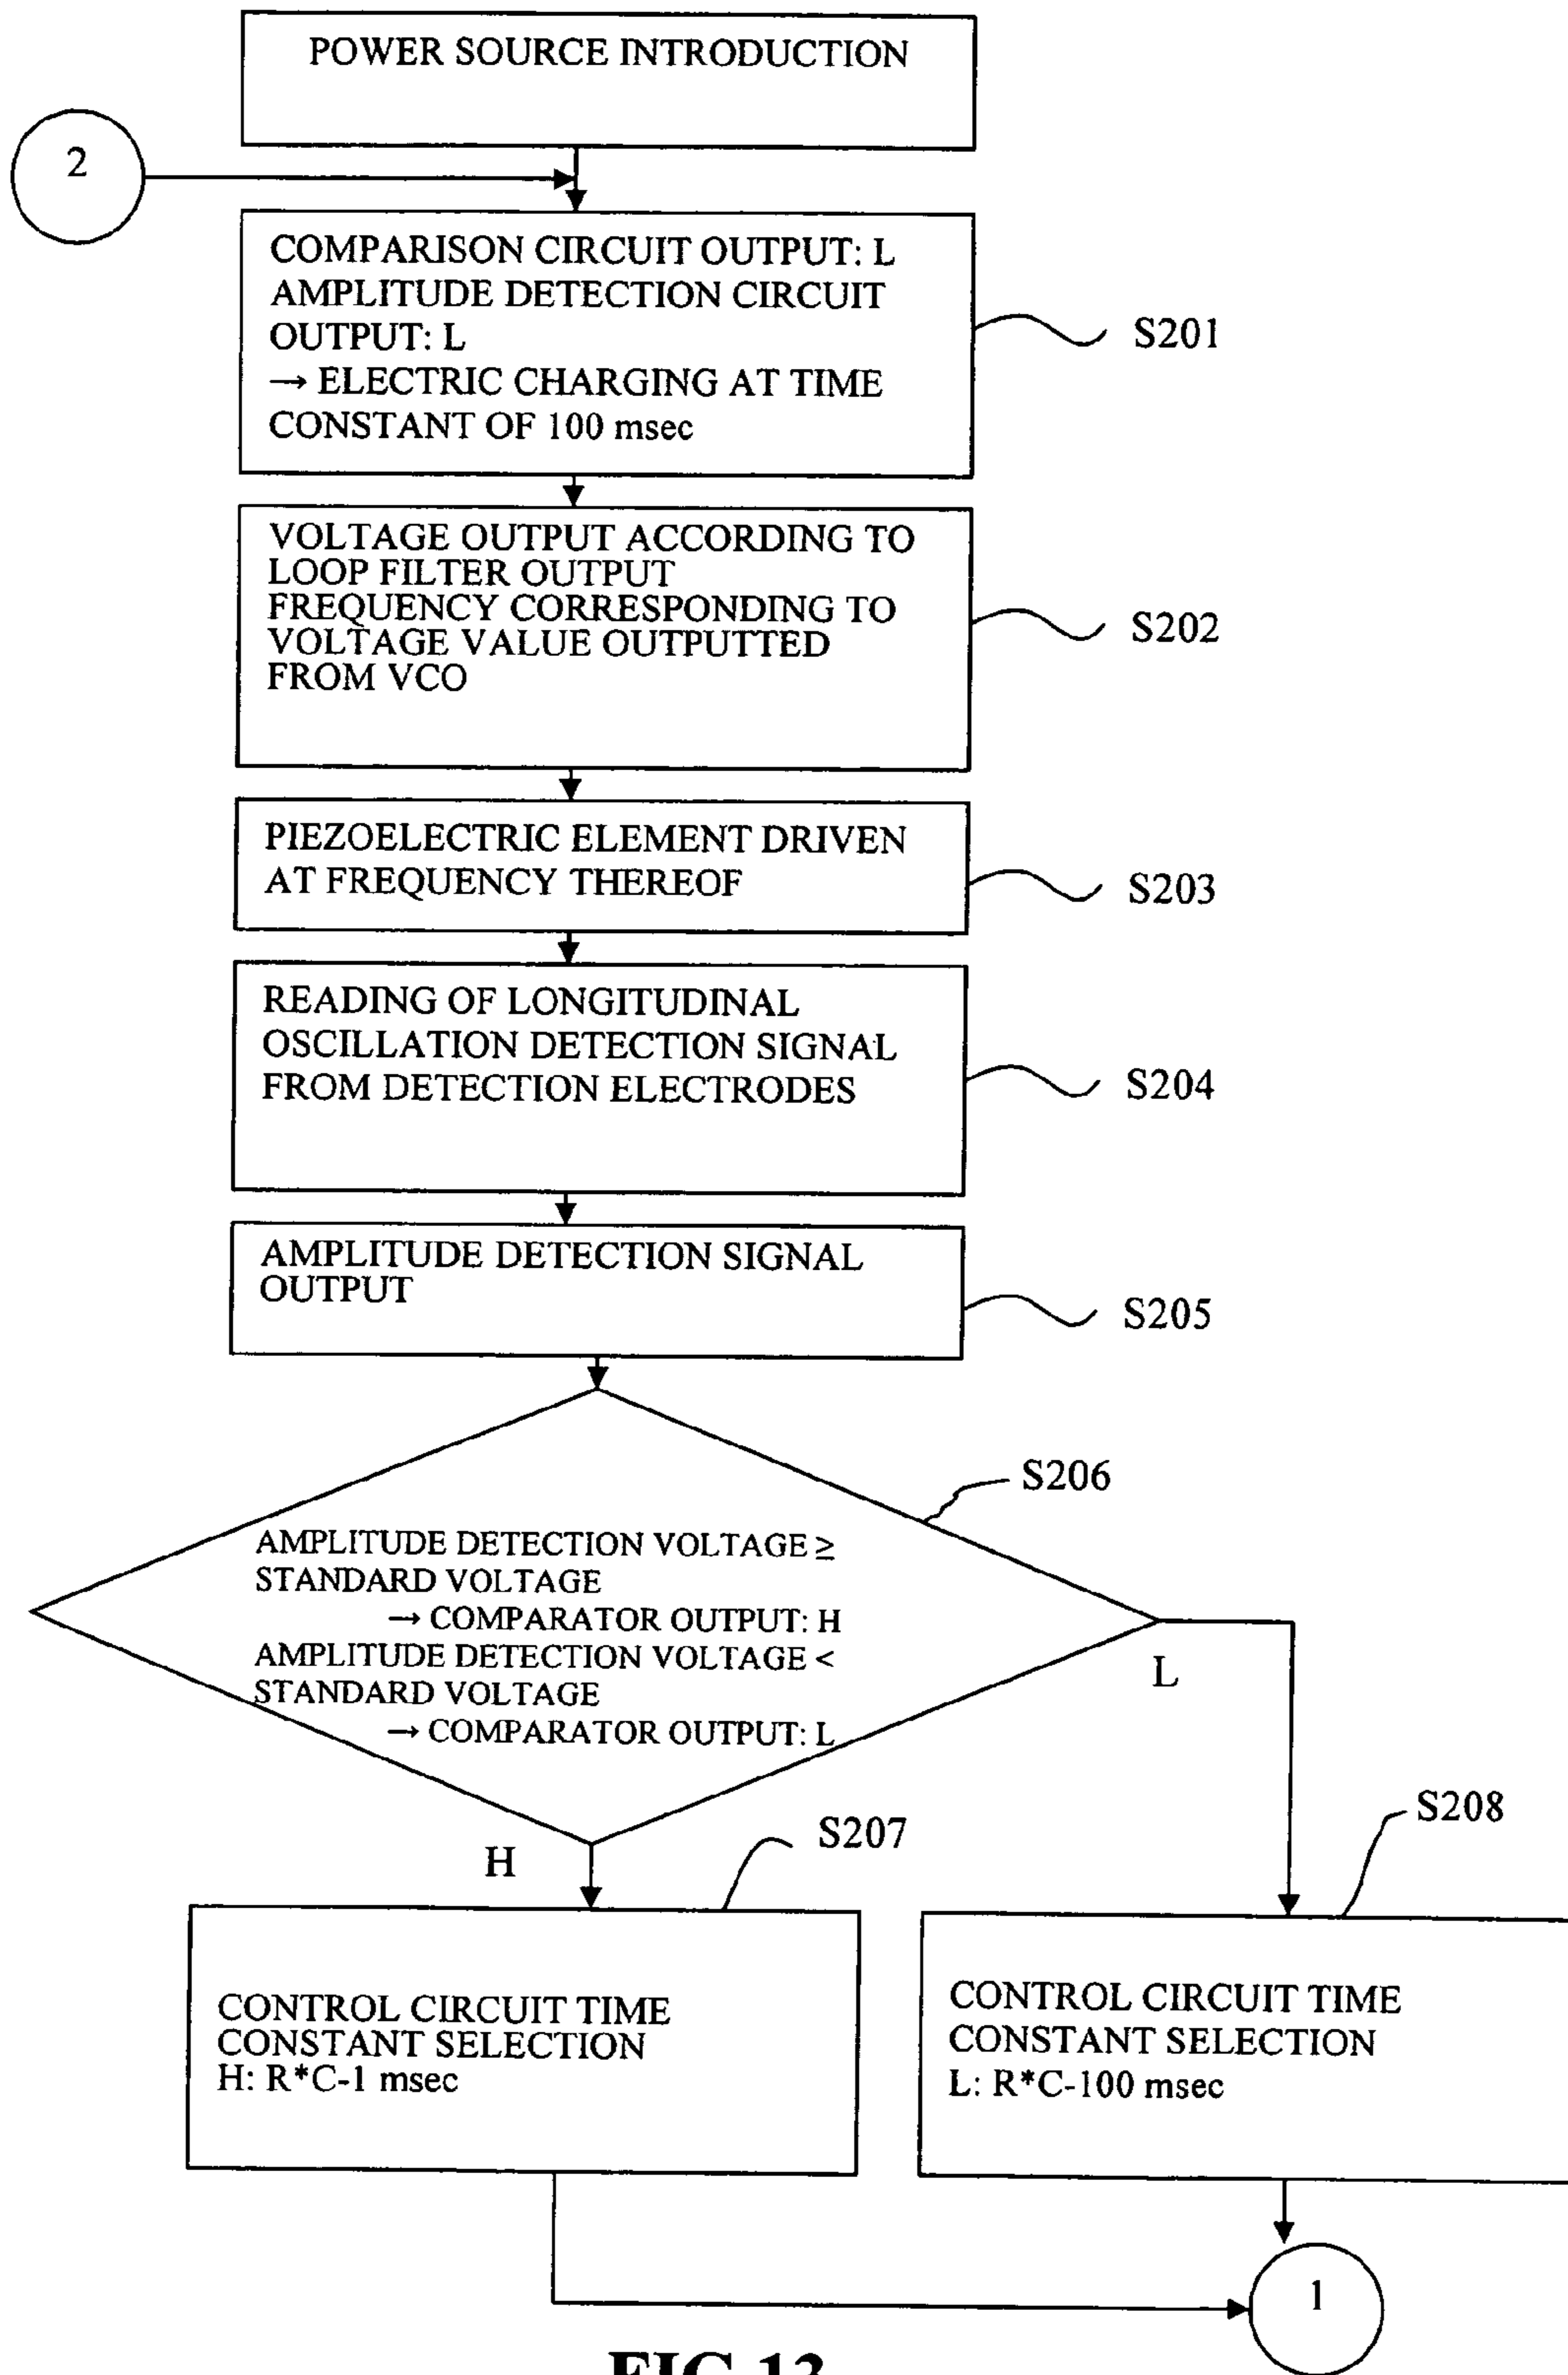 POWER SOURCE INTRODUCTION
2
COMPARISON CIRCUIT OUTPUT: L
AMPLITUDE DETECTION CIRCUIT
OUTPUT: L
→ ELECTRIC CHARGING AT TIME
CONSTANT OF 100 msec
S201
VOLTAGE OUTPUT ACCORDING TO
LOOP FILTER OUTPUT
FREQUENCY CORRESPONDING TO
VOLTAGE VALUE OUTPUTTED
FROM VCO
S202
PIEZOELECTRIC ELEMENT DRIVEN
AT FREQUENCY THEREOF
S203
READING OF LONGITUDINAL
OSCILLATION DETECTION SIGNAL
FROM DETECTION ELECTRODES
S204
AMPLITUDE DETECTION SIGNAL
OUTPUT
S205
S206
AMPLITUDE DETECTION VOLTAGE ≥
STANDARD VOLTAGE
→ COMPARATOR OUTPUT: H
AMPLITUDE DETECTION VOLTAGE <
STANDARD VOLTAGE
→ COMPARATOR OUTPUT: L
L
H
S207
S208
CONTROL CIRCUIT TIME
CONSTANT SELECTION
H: R*C-1 msec
CONTROL CIRCUIT TIME
CONSTANT SELECTION
L: R*C-100 msec
1
FIG.13